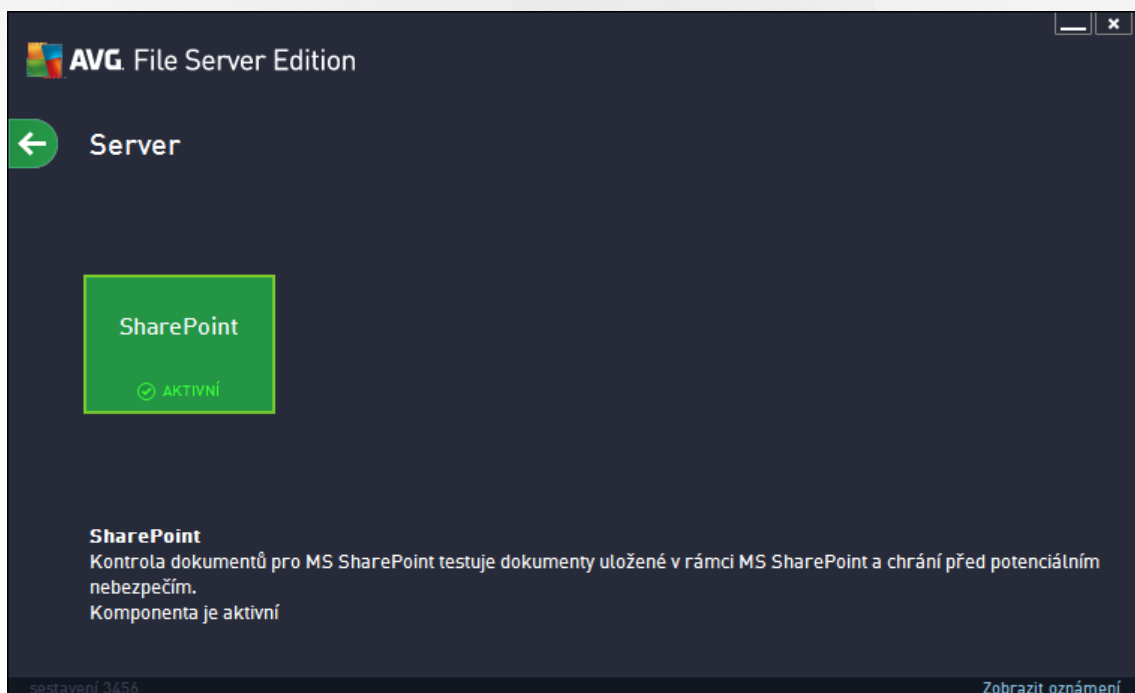 AVG. File Server Edition
Server
SharePoint
AKTIVNÍ
SharePoint
Kontrola dokumentů pro MS SharePoint testuje dokumenty uložené v rámci MS SharePoint a chrání před potenciálním
nebezpečím.
Komponenta je aktivní
sestavení 3456
Zobrazit oznámení